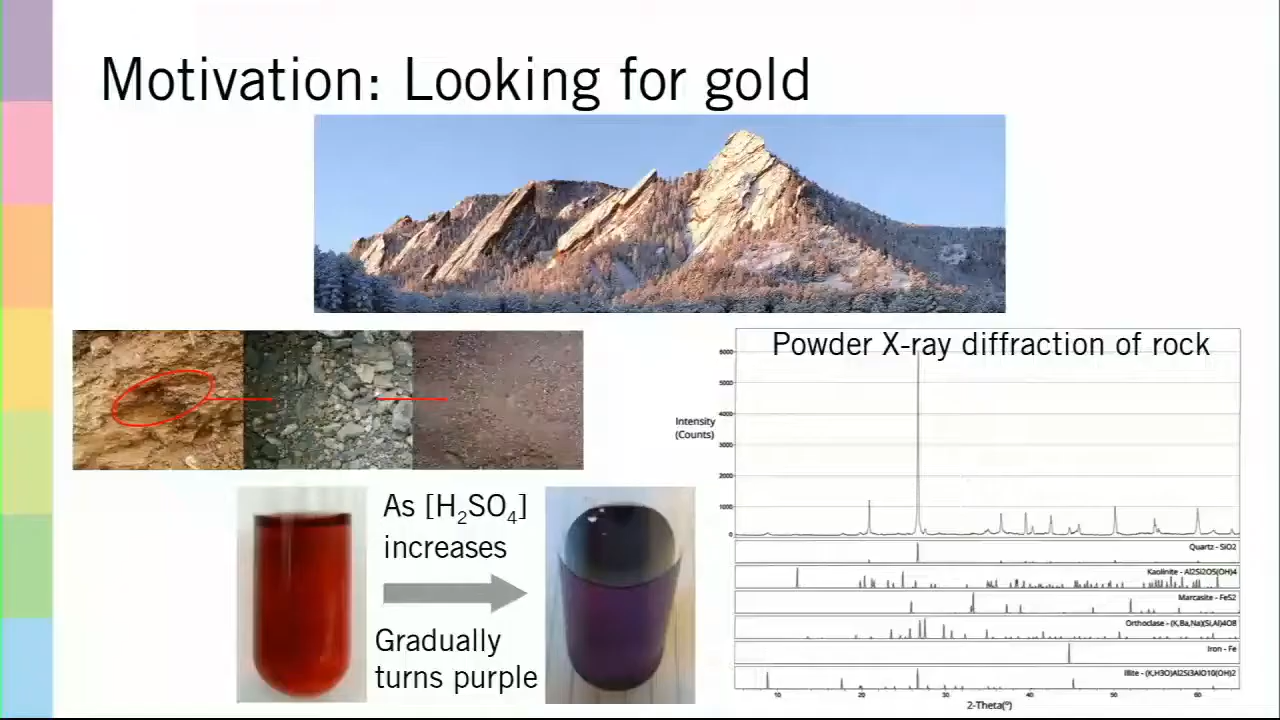 Motivation: Looking for gold
As [H₂SO₄]
increases
Gradually
turns purple
Powder X-ray diffraction of rock
Intensity
(Counts)
6000
5000
4000
3000
2000
1000
0
Quartz - SiO2
Kaolinite - Al2Si2O5(OH)4
Marcasite - FeS2
Orthoclase - (K,Ba,Na)(Si,Al)4O8
Iron - Fe
Illite - (K,H3O)Al2Si3AlO10(OH)2
10 20 30 40 50 60
2-Theta(°)